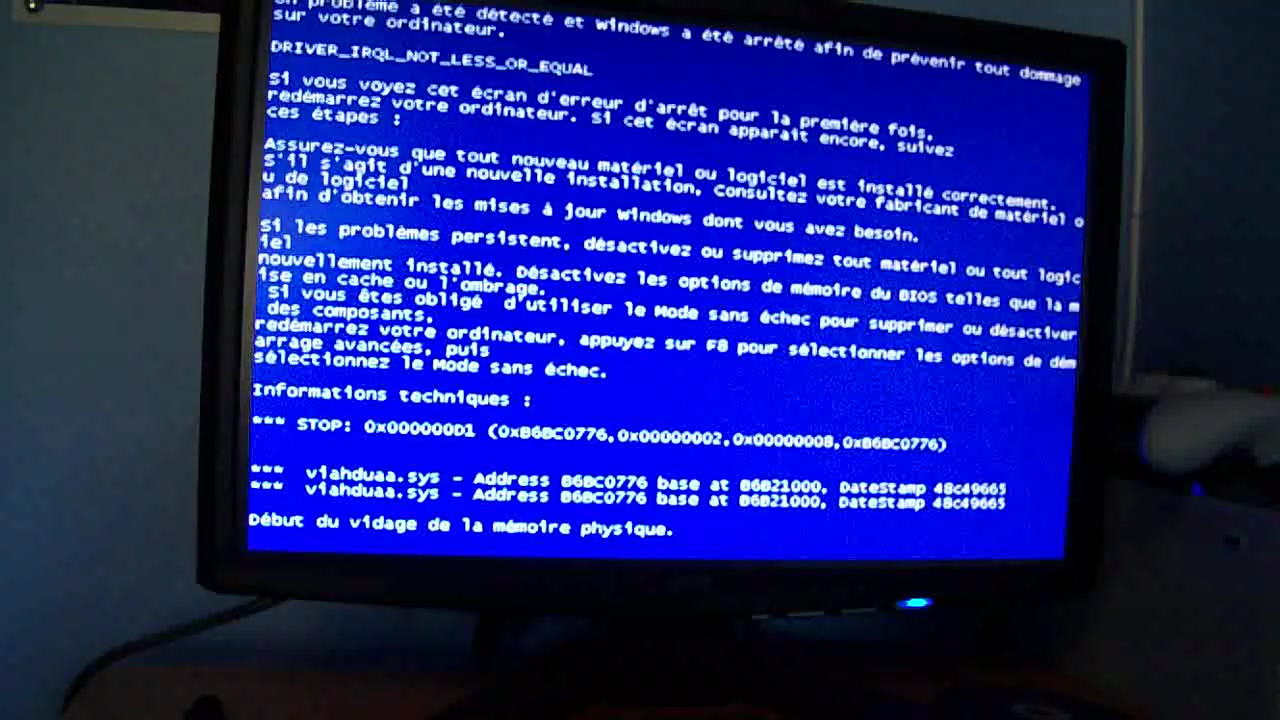 un problème a été détecté et windows a été arrêté afin de prévenir tout dommage
sur votre ordinateur.
DRIVER_IRQL_NOT_LESS_OR_EQUAL
Si vous voyez cet écran d'erreur d'arrêt pour la première fois,
redémarrez votre ordinateur. Si cet écran apparaît encore, suivez
ces étapes :
Assurez-vous que tout nouveau matériel ou logiciel est installé correctement.
S'il s'agit d'une nouvelle installation, consultez votre fabricant de matériel o
u de logiciel
afin d'obtenir les mises à jour windows dont vous avez besoin.
Si les problèmes persistent, désactivez ou supprimez tout matériel ou tout logic
iel
nouvellement installé. Désactivez les options de mémoire du BIOS telles que la m
ise en cache ou l'ombrage.
Si vous êtes obligé d'utiliser le Mode sans échec pour supprimer ou désactiver
des composants,
redémarrez votre ordinateur, appuyez sur F8 pour sélectionner les options de dém
arrage avancées, puis
sélectionnez le Mode sans échec.
Informations techniques :
*** STOP: 0x000000D1 (0xB6BC0776,0x00000002,0x00000008,0xB6BC0776)
*** viahduaa.sys - Address B6BC0776 base at B6B21000, DateStamp 48c49665
*** viahduaa.sys - Address B6BC0776 base at B6B21000, DateStamp 48c49665
Début du vidage de la mémoire physique.